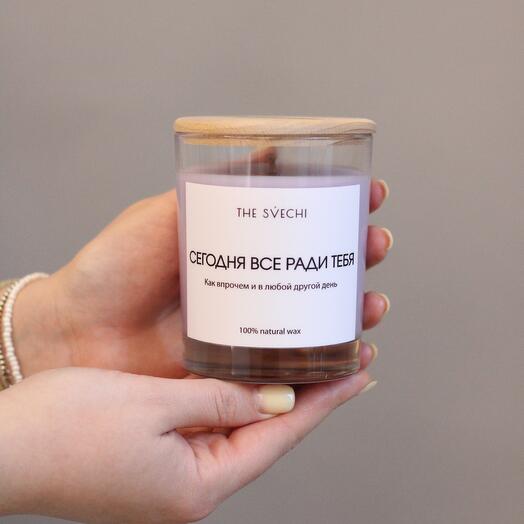 THE SVECHI
СЕГОДНЯ ВСЕ РАДИ ТЕБЯ
Как впрочем и в любой другой день
100% natural wax